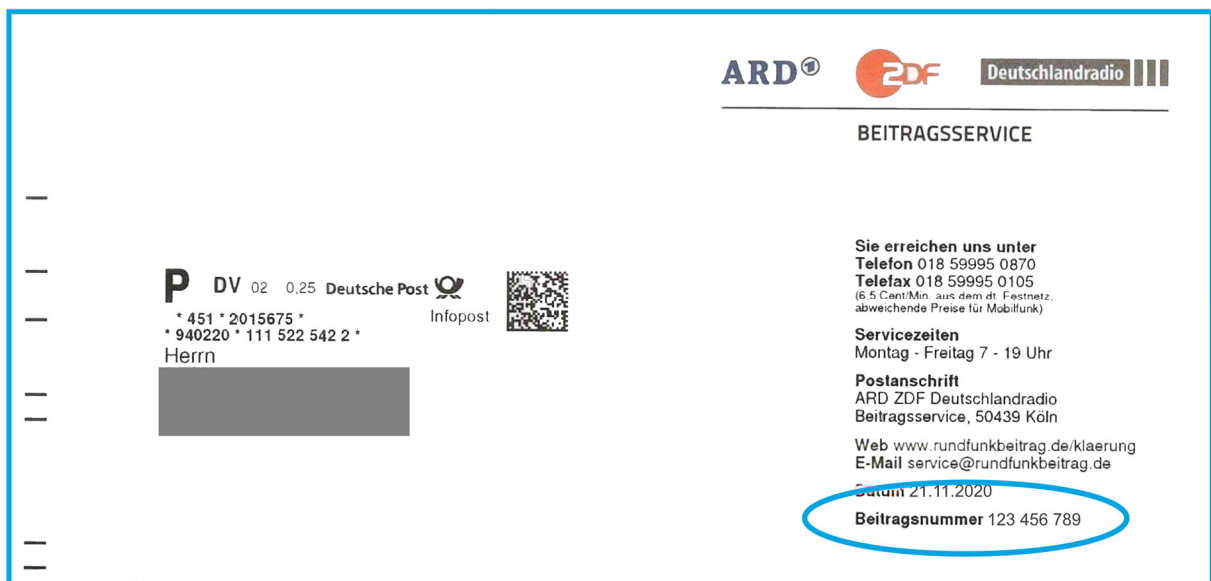 ARD
ZDF
Deutschlandradio
BEITRAGSSERVICE
P DV 02 0,25 Deutsche Post
Infopost
* 451 * 2015675 *
* 940220 * 111 522 542 2 *
Herrn
Sie erreichen uns unter
Telefon 018 59995 0870
Telefax 018 59995 0105
(6,5 Cent/Min. aus dem dt. Festnetz,
abweichende Preise für Mobilfunk)
Servicezeiten
Montag - Freitag 7 - 19 Uhr
Postanschrift
ARD ZDF Deutschlandradio
Beitragsservice, 50439 Köln
Web www.rundfunkbeitrag.de/klaerung
E-Mail service@rundfunkbeitrag.de
Datum 21.11.2020
Beitragsnummer 123 456 789